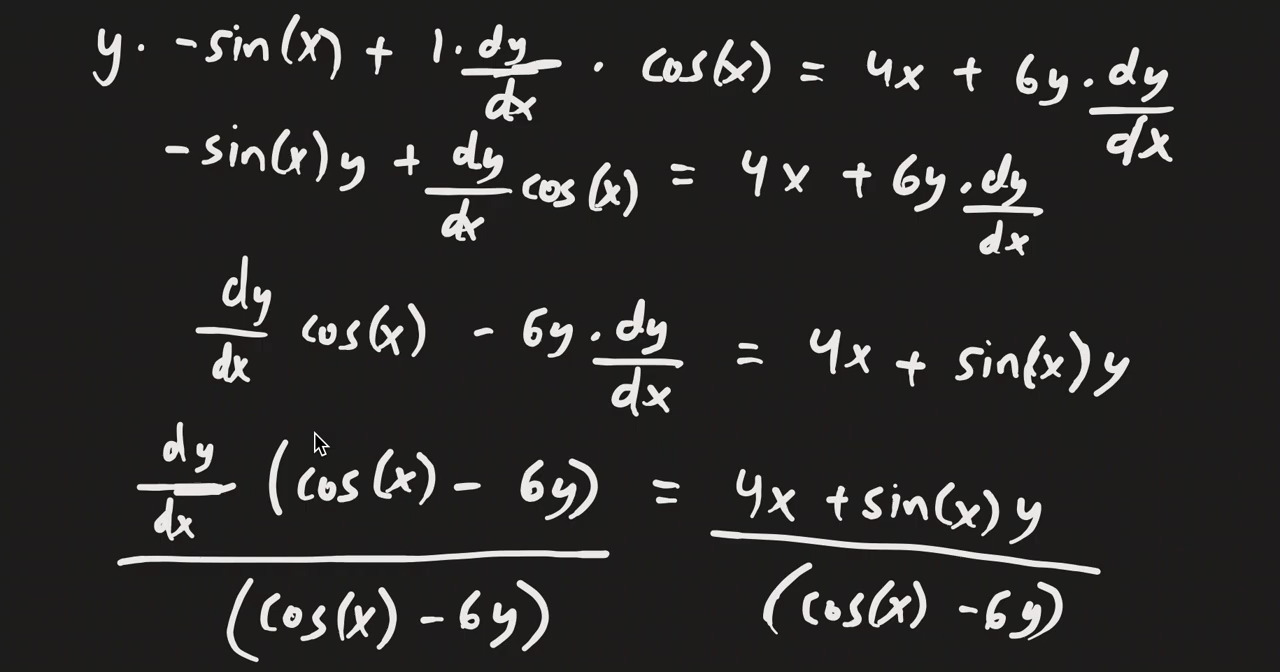 y · -sin(x) + 1 · dy/dx · cos(x) = 4x + 6y · dy/dx
-sin(x)y + dy/dx cos(x) = 4x + 6y · dy/dx
dy/dx cos(x) - 6y · dy/dx = 4x + sin(x)y
dy/dx (cos(x) - 6y) = 4x + sin(x)y
(cos(x) - 6y) (cos(x) - 6y)